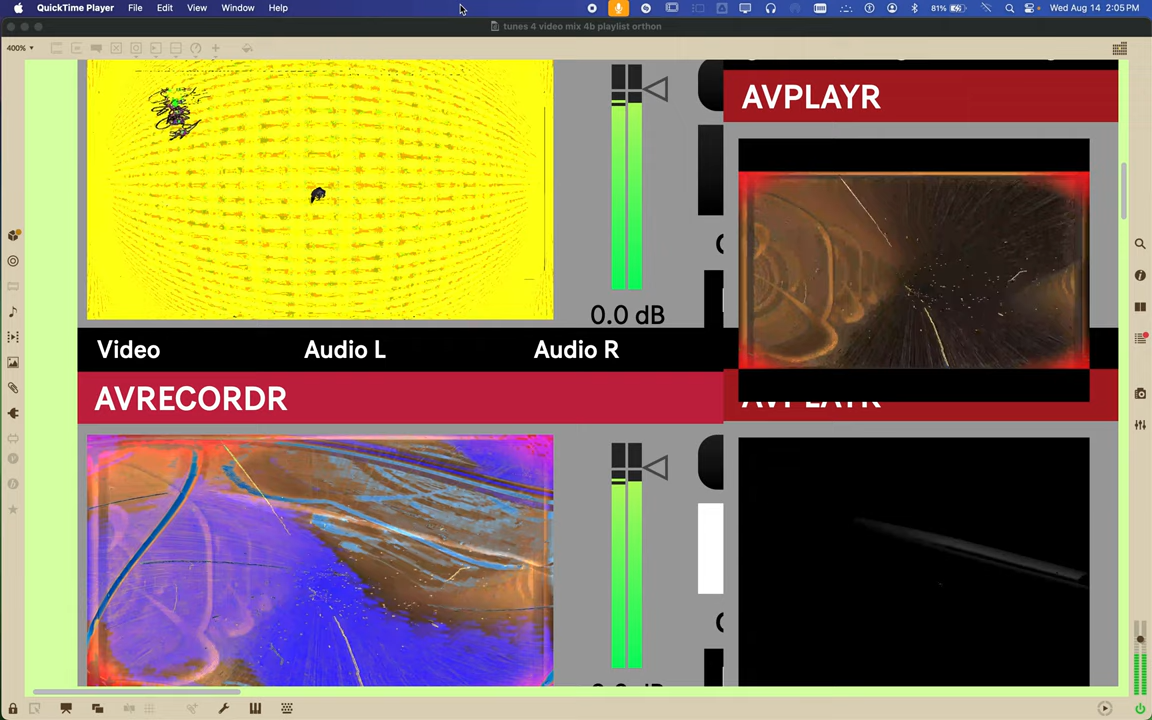 QuickTime Player File Edit View Window Help 81% Wed Aug 14 2:05 PM
tunes 4 video mix 4b playlist orthon
400%
AVPLAYR
0.0 dB
Video Audio L Audio R
AVRECORDR
AVPLAYR